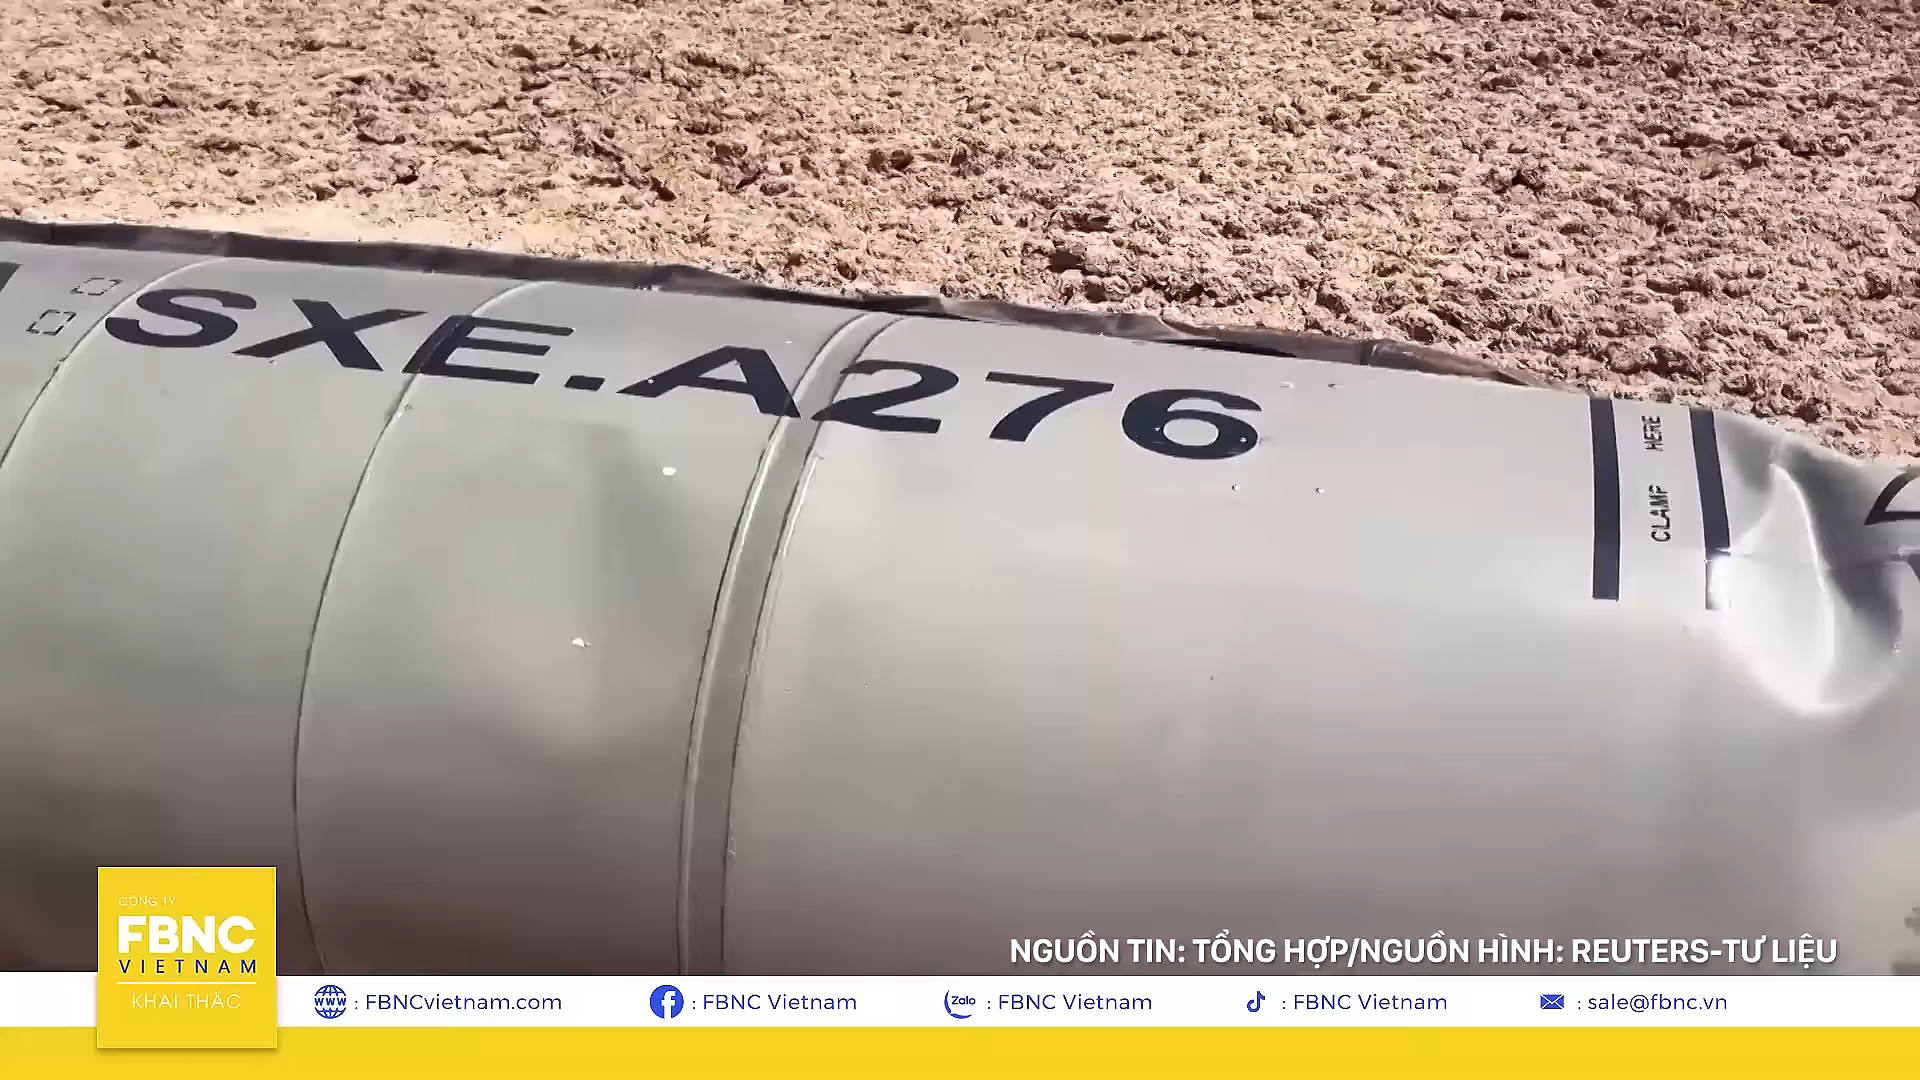 SXE.A276
CLAMP HERE
NGUỒN TIN: TỔNG HỢP/NGUỒN HÌNH: REUTERS-TƯ LIỆU
CÔNG TY
FBNC
VIETNAM
KHAI THÁC
: FBNCvietnam.com
: FBNC Vietnam
Zalo : FBNC Vietnam
: FBNC Vietnam
: sale@fbnc.vn